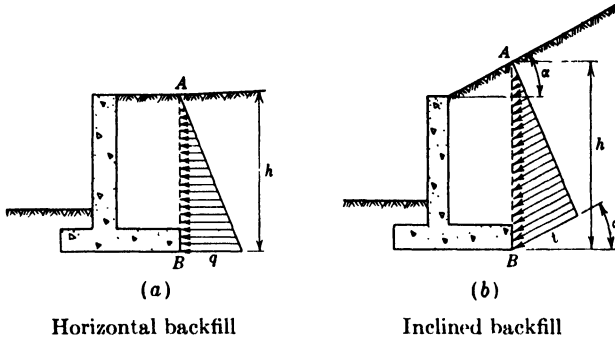 A
h
B
q
(a)
Horizontal backfill
A
α
h
t
B
(b)
Inclined backfill